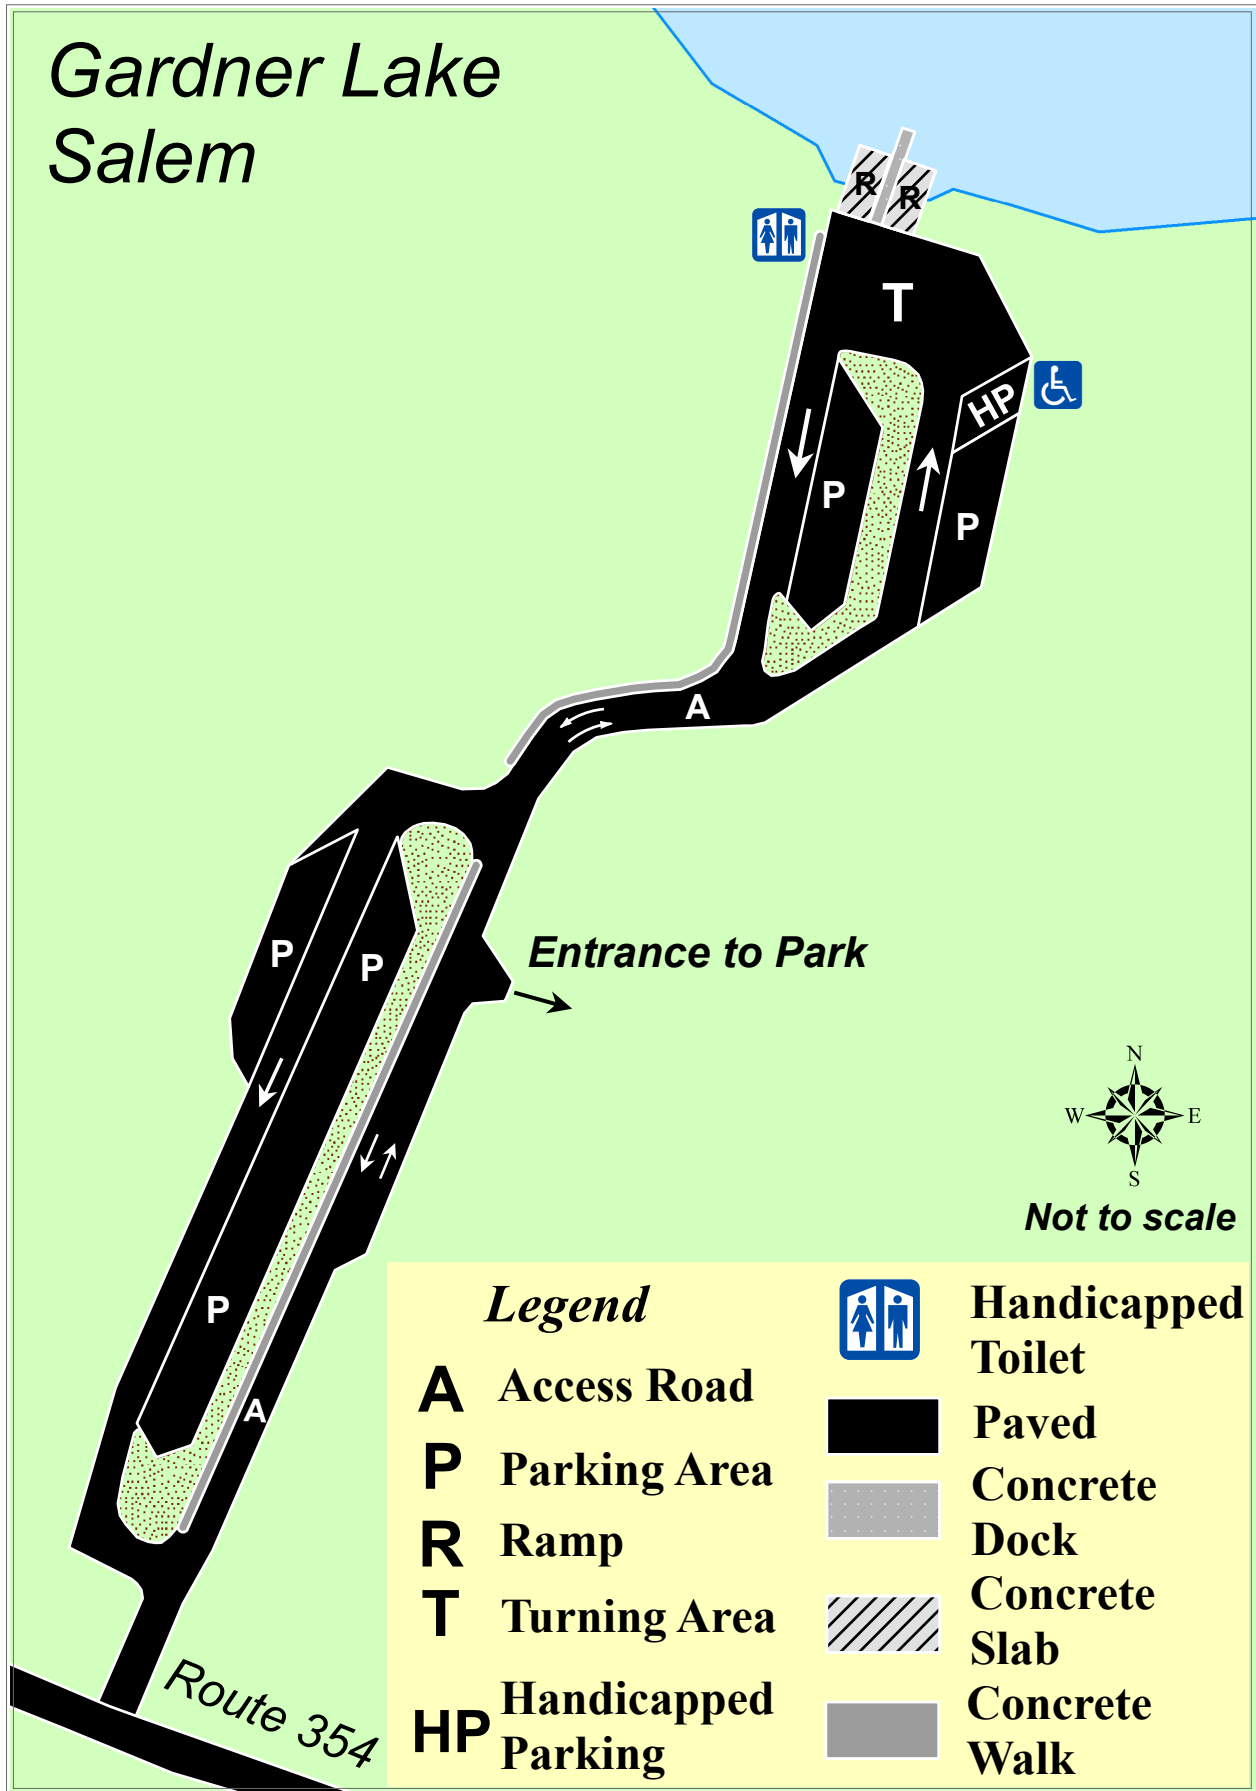 Gardner Lake
Salem
R
R
T
HP
P
P
A
P
P
Entrance to Park
N
W
E
S
Not to scale
P
A
Route 354
Legend
A Access Road
P Parking Area
R Ramp
T Turning Area
HP Handicapped
Parking
Handicapped
Toilet
Paved
Concrete
Dock
Concrete
Slab
Concrete
Walk